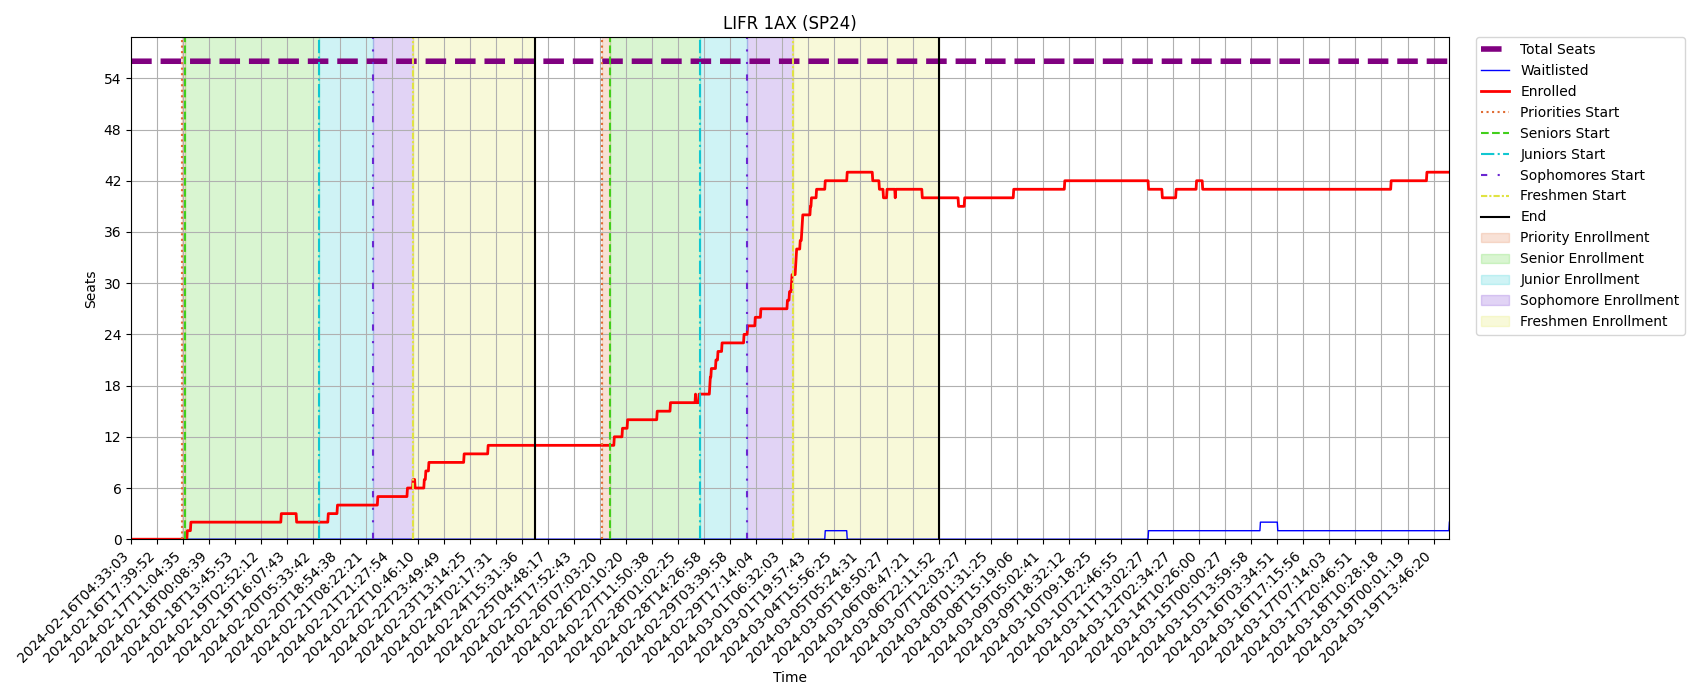 LIFR 1AX (SP24)
Seats
54
48
42
36
30
24
18
12
6
0
2024-02-16T04:33:03
2024-02-16T17:39:52
2024-02-17T11:04:35
2024-02-18T00:08:39
2024-02-18T13:45:53
2024-02-19T02:52:12
2024-02-19T16:07:43
2024-02-20T05:33:42
2024-02-20T18:54:38
2024-02-21T08:22:21
2024-02-21T21:27:54
2024-02-22T10:46:10
2024-02-22T23:49:49
2024-02-23T13:14:25
2024-02-24T02:17:31
2024-02-24T15:31:36
2024-02-25T04:48:17
2024-02-25T17:52:43
2024-02-26T07:03:20
2024-02-26T20:10:20
2024-02-27T11:50:38
2024-02-28T01:02:25
2024-02-28T14:26:58
2024-02-29T03:39:58
2024-02-29T17:14:04
2024-03-01T06:32:03
2024-03-01T19:57:43
2024-03-04T15:56:25
2024-03-05T05:24:31
2024-03-05T18:50:27
2024-03-06T08:47:21
2024-03-06T22:11:52
2024-03-07T12:03:27
2024-03-08T01:31:25
2024-03-08T15:19:06
2024-03-09T05:02:41
2024-03-09T18:32:12
2024-03-10T09:18:25
2024-03-10T22:46:55
2024-03-11T13:02:27
2024-03-12T02:34:27
2024-03-14T10:26:00
2024-03-15T00:00:27
2024-03-15T13:59:58
2024-03-16T03:34:51
2024-03-16T17:15:56
2024-03-17T07:14:03
2024-03-17T20:46:51
2024-03-18T10:28:18
2024-03-19T00:01:19
2024-03-19T13:46:20
Time
Total Seats
Waitlisted
Enrolled
Priorities Start
Seniors Start
Juniors Start
Sophomores Start
Freshmen Start
End
Priority Enrollment
Senior Enrollment
Junior Enrollment
Sophomore Enrollment
Freshmen Enrollment